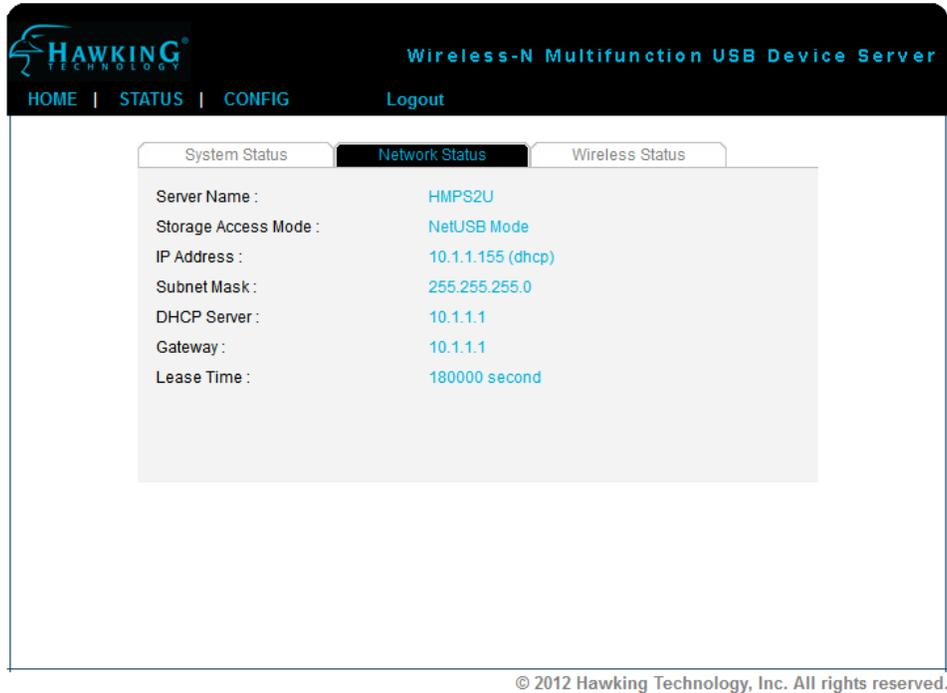 HAWKING®
TECHNOLOGY
Wireless-N Multifunction USB Device Server
HOME | STATUS | CONFIG Logout
System Status Network Status Wireless Status
Server Name : HMPS2U
Storage Access Mode : NetUSB Mode
IP Address : 10.1.1.155 (dhcp)
Subnet Mask : 255.255.255.0
DHCP Server : 10.1.1.1
Gateway : 10.1.1.1
Lease Time : 180000 second
© 2012 Hawking Technology, Inc. All rights reserved.